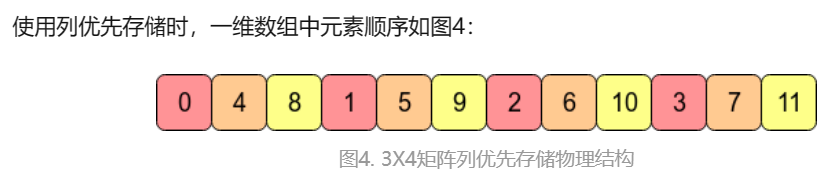 使用列优先存储时，一维数组中元素顺序如图4：
0 4 8 1 5 9 2 6 10 3 7 11
图4. 3X4矩阵列优先存储物理结构